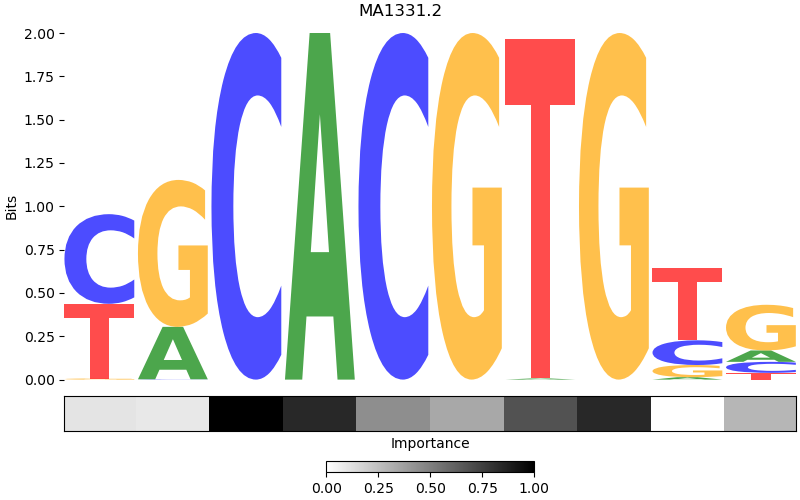 MA1331.2
2.00
1.75
1.50
1.25
1.00
0.75
0.50
0.25
0.00
Bits
C T
G A
C
A
C
G
T
G
T C G
G A C T
Importance
0.00 0.25 0.50 0.75 1.00